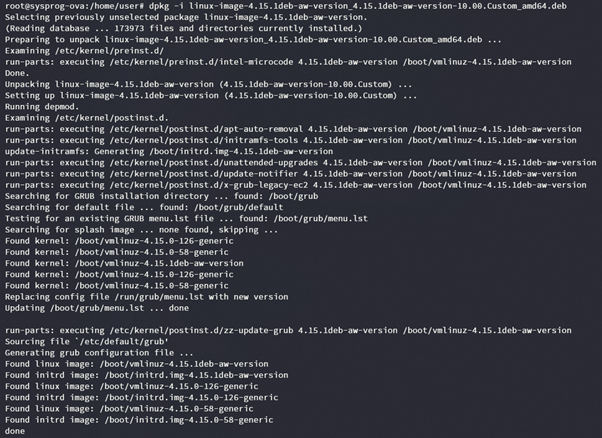 root@sysprog-ova:/home/user# dpkg -i linux-image-4.15.1deb-aw-version_4.15.1deb-aw-version-10.00.Custom_amd64.deb
Selecting previously unselected package linux-image-4.15.1deb-aw-version.
(Reading database ... 173973 files and directories currently installed.)
Preparing to unpack linux-image-4.15.1deb-aw-version_4.15.1deb-aw-version-10.00.Custom_amd64.deb ...
Examining /etc/kernel/preinst.d/
run-parts: executing /etc/kernel/preinst.d/intel-microcode 4.15.1deb-aw-version /boot/vmlinuz-4.15.1deb-aw-version
Done.
Unpacking linux-image-4.15.1deb-aw-version (4.15.1deb-aw-version-10.00.Custom) ...
Setting up linux-image-4.15.1deb-aw-version (4.15.1deb-aw-version-10.00.Custom) ...
Running depmod.
Examining /etc/kernel/postinst.d.
run-parts: executing /etc/kernel/postinst.d/apt-auto-removal 4.15.1deb-aw-version /boot/vmlinuz-4.15.1deb-aw-version
run-parts: executing /etc/kernel/postinst.d/initramfs-tools 4.15.1deb-aw-version /boot/vmlinuz-4.15.1deb-aw-version
update-initramfs: Generating /boot/initrd.img-4.15.1deb-aw-version
run-parts: executing /etc/kernel/postinst.d/unattended-upgrades 4.15.1deb-aw-version /boot/vmlinuz-4.15.1deb-aw-version
run-parts: executing /etc/kernel/postinst.d/update-notifier 4.15.1deb-aw-version /boot/vmlinuz-4.15.1deb-aw-version
run-parts: executing /etc/kernel/postinst.d/x-grub-legacy-ec2 4.15.1deb-aw-version /boot/vmlinuz-4.15.1deb-aw-version
Searching for GRUB installation directory ... found: /boot/grub
Searching for default file ... found: /boot/grub/default
Testing for an existing GRUB menu.lst file ... found: /boot/grub/menu.lst
Searching for splash image ... none found, skipping ...
Found kernel: /boot/vmlinuz-4.15.0-126-generic
Found kernel: /boot/vmlinuz-4.15.0-58-generic
Found kernel: /boot/vmlinuz-4.15.1deb-aw-version
Found kernel: /boot/vmlinuz-4.15.0-126-generic
Found kernel: /boot/vmlinuz-4.15.0-58-generic
Replacing config file /run/grub/menu.lst with new version
Updating /boot/grub/menu.lst ... done
run-parts: executing /etc/kernel/postinst.d/zz-update-grub 4.15.1deb-aw-version /boot/vmlinuz-4.15.1deb-aw-version
Sourcing file `/etc/default/grub'
Generating grub configuration file ...
Found linux image: /boot/vmlinuz-4.15.1deb-aw-version
Found initrd image: /boot/initrd.img-4.15.1deb-aw-version
Found linux image: /boot/vmlinuz-4.15.0-126-generic
Found initrd image: /boot/initrd.img-4.15.0-126-generic
Found linux image: /boot/vmlinuz-4.15.0-58-generic
Found initrd image: /boot/initrd.img-4.15.0-58-generic
done